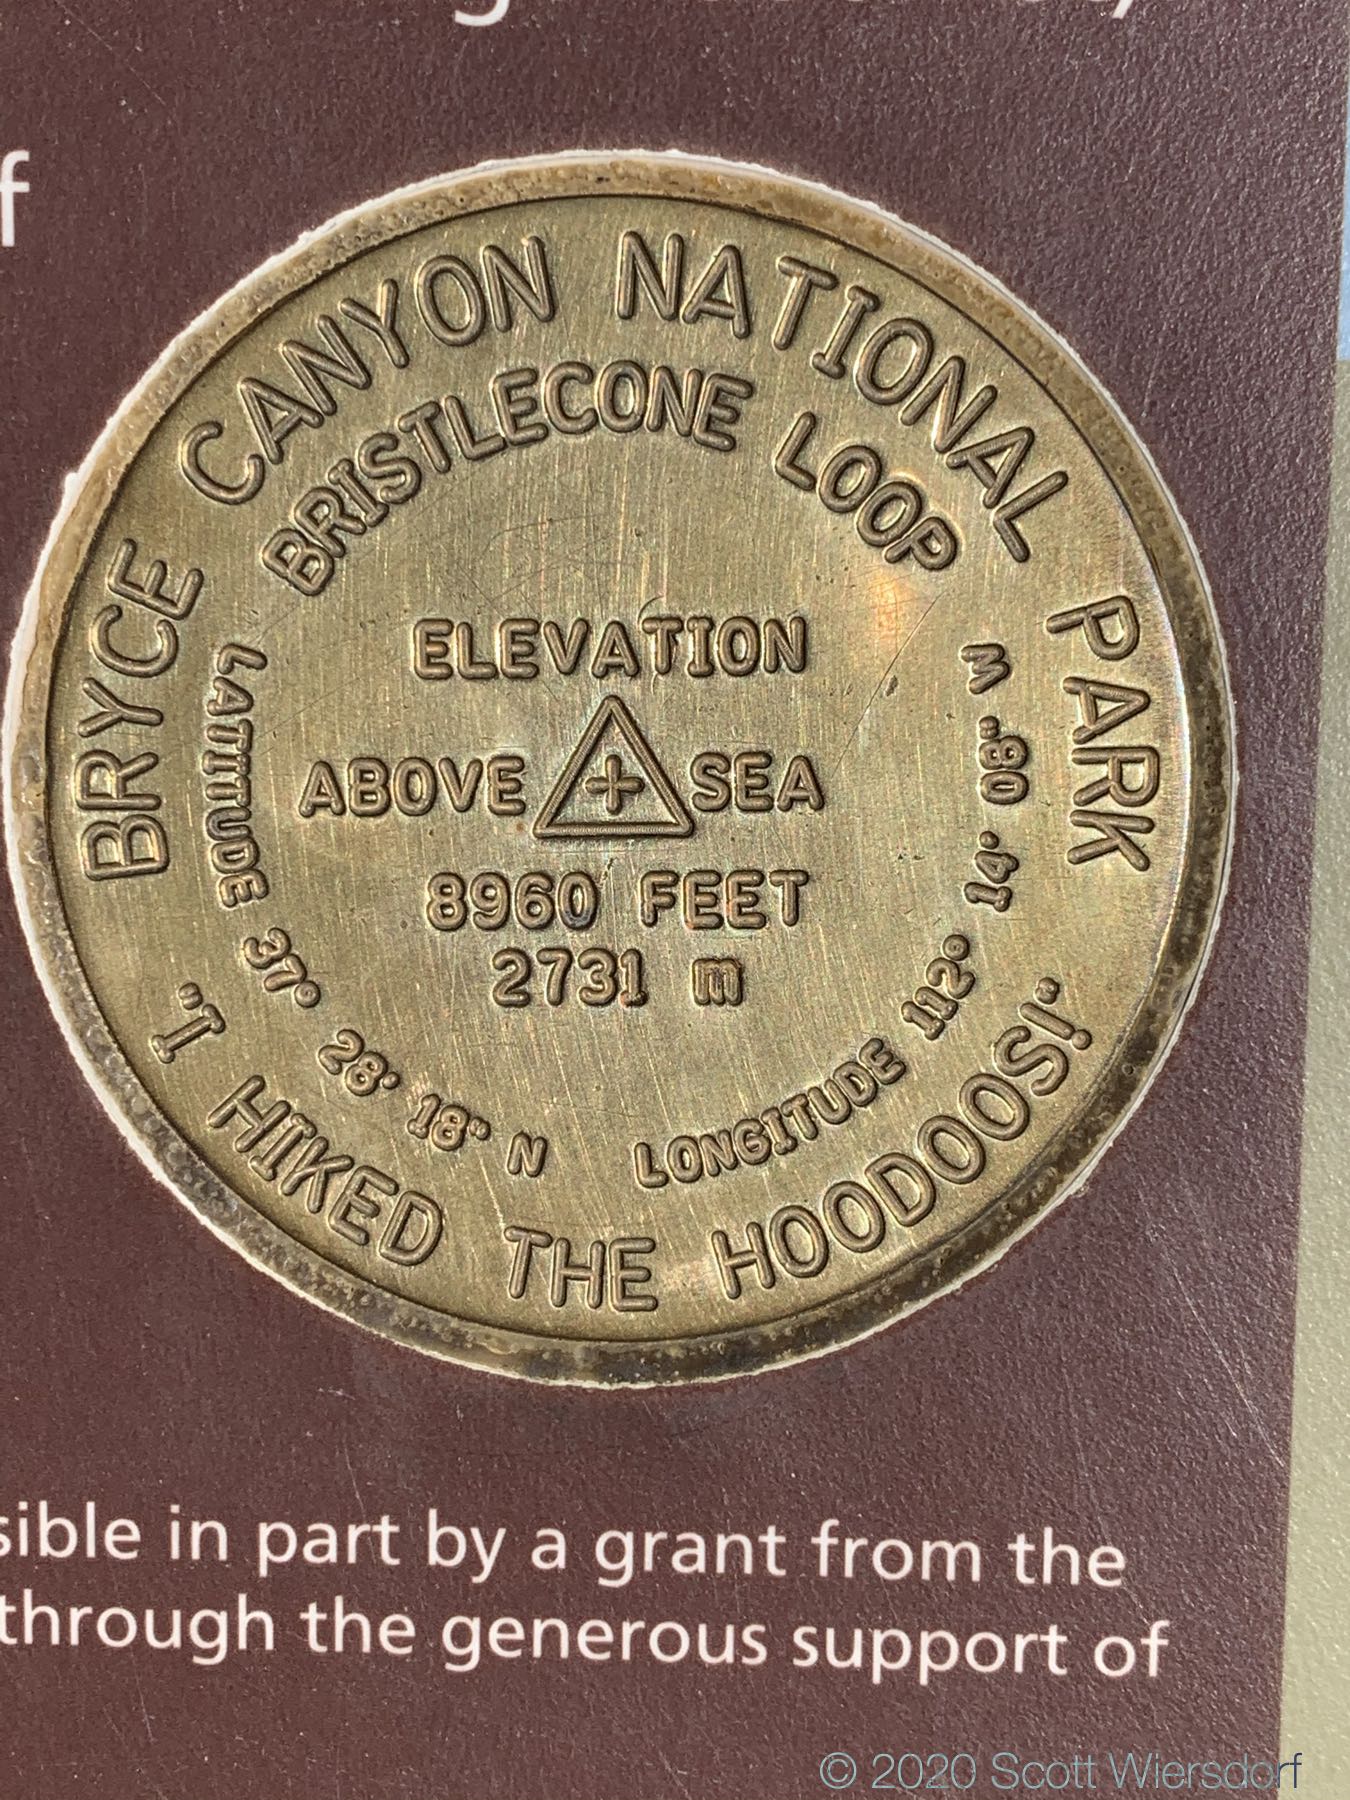 f
BRYCE CANYON NATIONAL PARK
BRISTLECONE LOOP
ELEVATION
ABOVE SEA
8960 FEET
2731 m
LATITUDE 37° 28' 18" N
LONGITUDE 112° 14' 08" W
"I HIKED THE HOODOOS!"
sible in part by a grant from the
through the generous support of
© 2020 Scott Wiersdorf